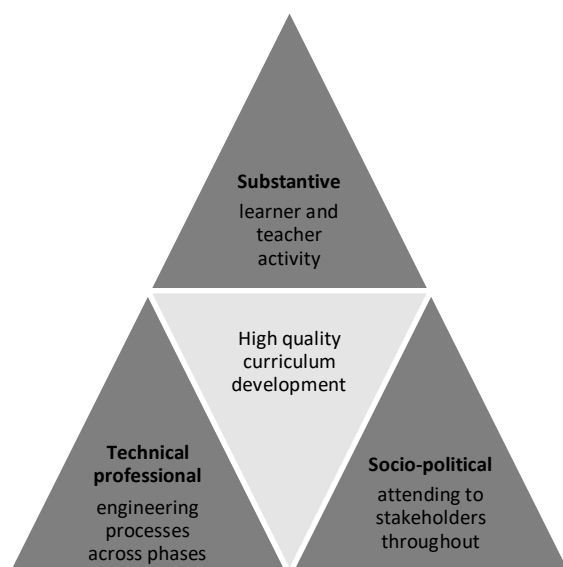 Substantive
learner and
teacher
activity
High quality
curriculum
development
Technical
professional
engineering
processes
across phases
Socio-political
attending to
stakeholders
throughout